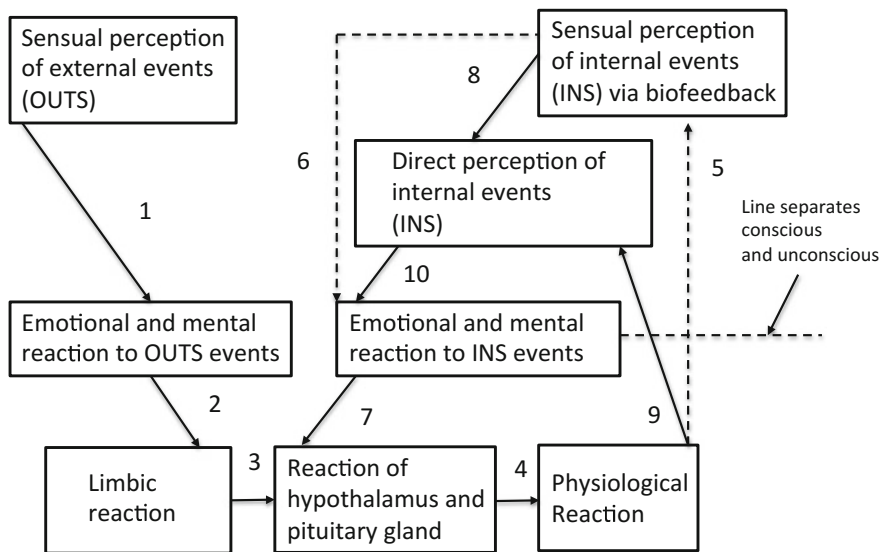 Sensual perception
of external events
(OUTS)
Sensual perception
of internal events
(INS) via biofeedback
8
Direct perception of
internal events
(INS)
6
5
1
Line separates
conscious
and unconscious
10
Emotional and mental
reaction to OUTS events
Emotional and mental
reaction to INS events
2
7
9
3
4
Limbic
reaction
Reaction of
hypothalamus and
pituitary gland
Physiological
Reaction